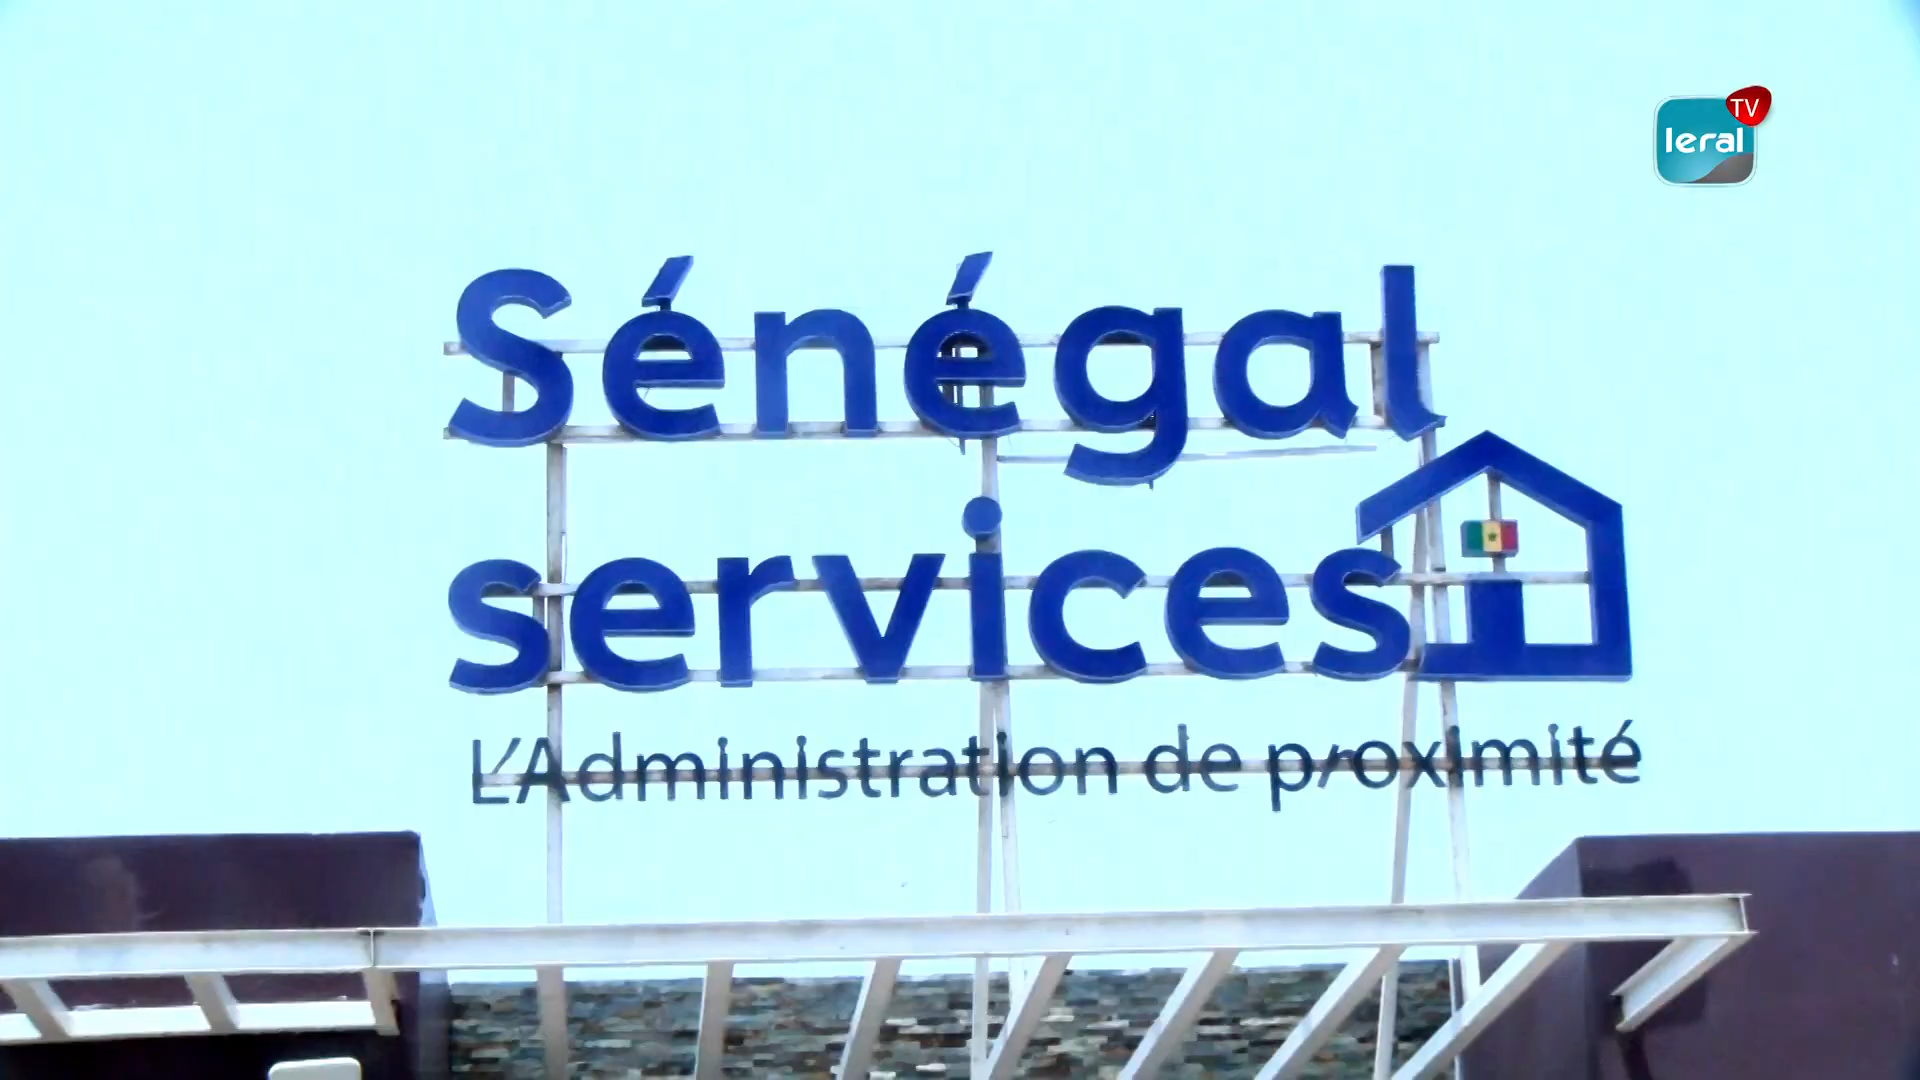 TV
leral
Sénégal
services
L'Administration de proximité